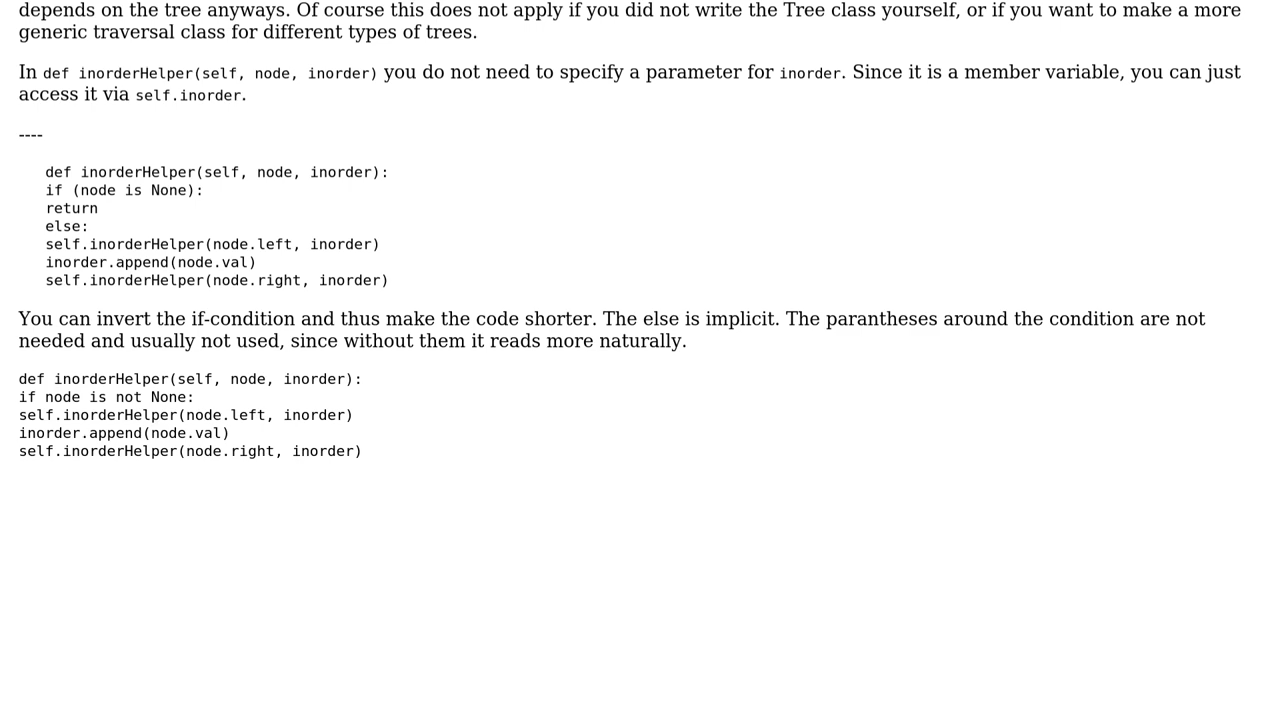 depends on the tree anyways. Of course this does not apply if you did not write the Tree class yourself, or if you want to make a more
generic traversal class for different types of trees.
In def inorderHelper(self, node, inorder) you do not need to specify a parameter for inorder. Since it is a member variable, you can just
access it via self.inorder.
----
def inorderHelper(self, node, inorder):
if (node is None):
return
else:
self.inorderHelper(node.left, inorder)
inorder.append(node.val)
self.inorderHelper(node.right, inorder)
You can invert the if-condition and thus make the code shorter. The else is implicit. The parantheses around the condition are not
needed and usually not used, since without them it reads more naturally.
def inorderHelper(self, node, inorder):
if node is not None:
self.inorderHelper(node.left, inorder)
inorder.append(node.val)
self.inorderHelper(node.right, inorder)